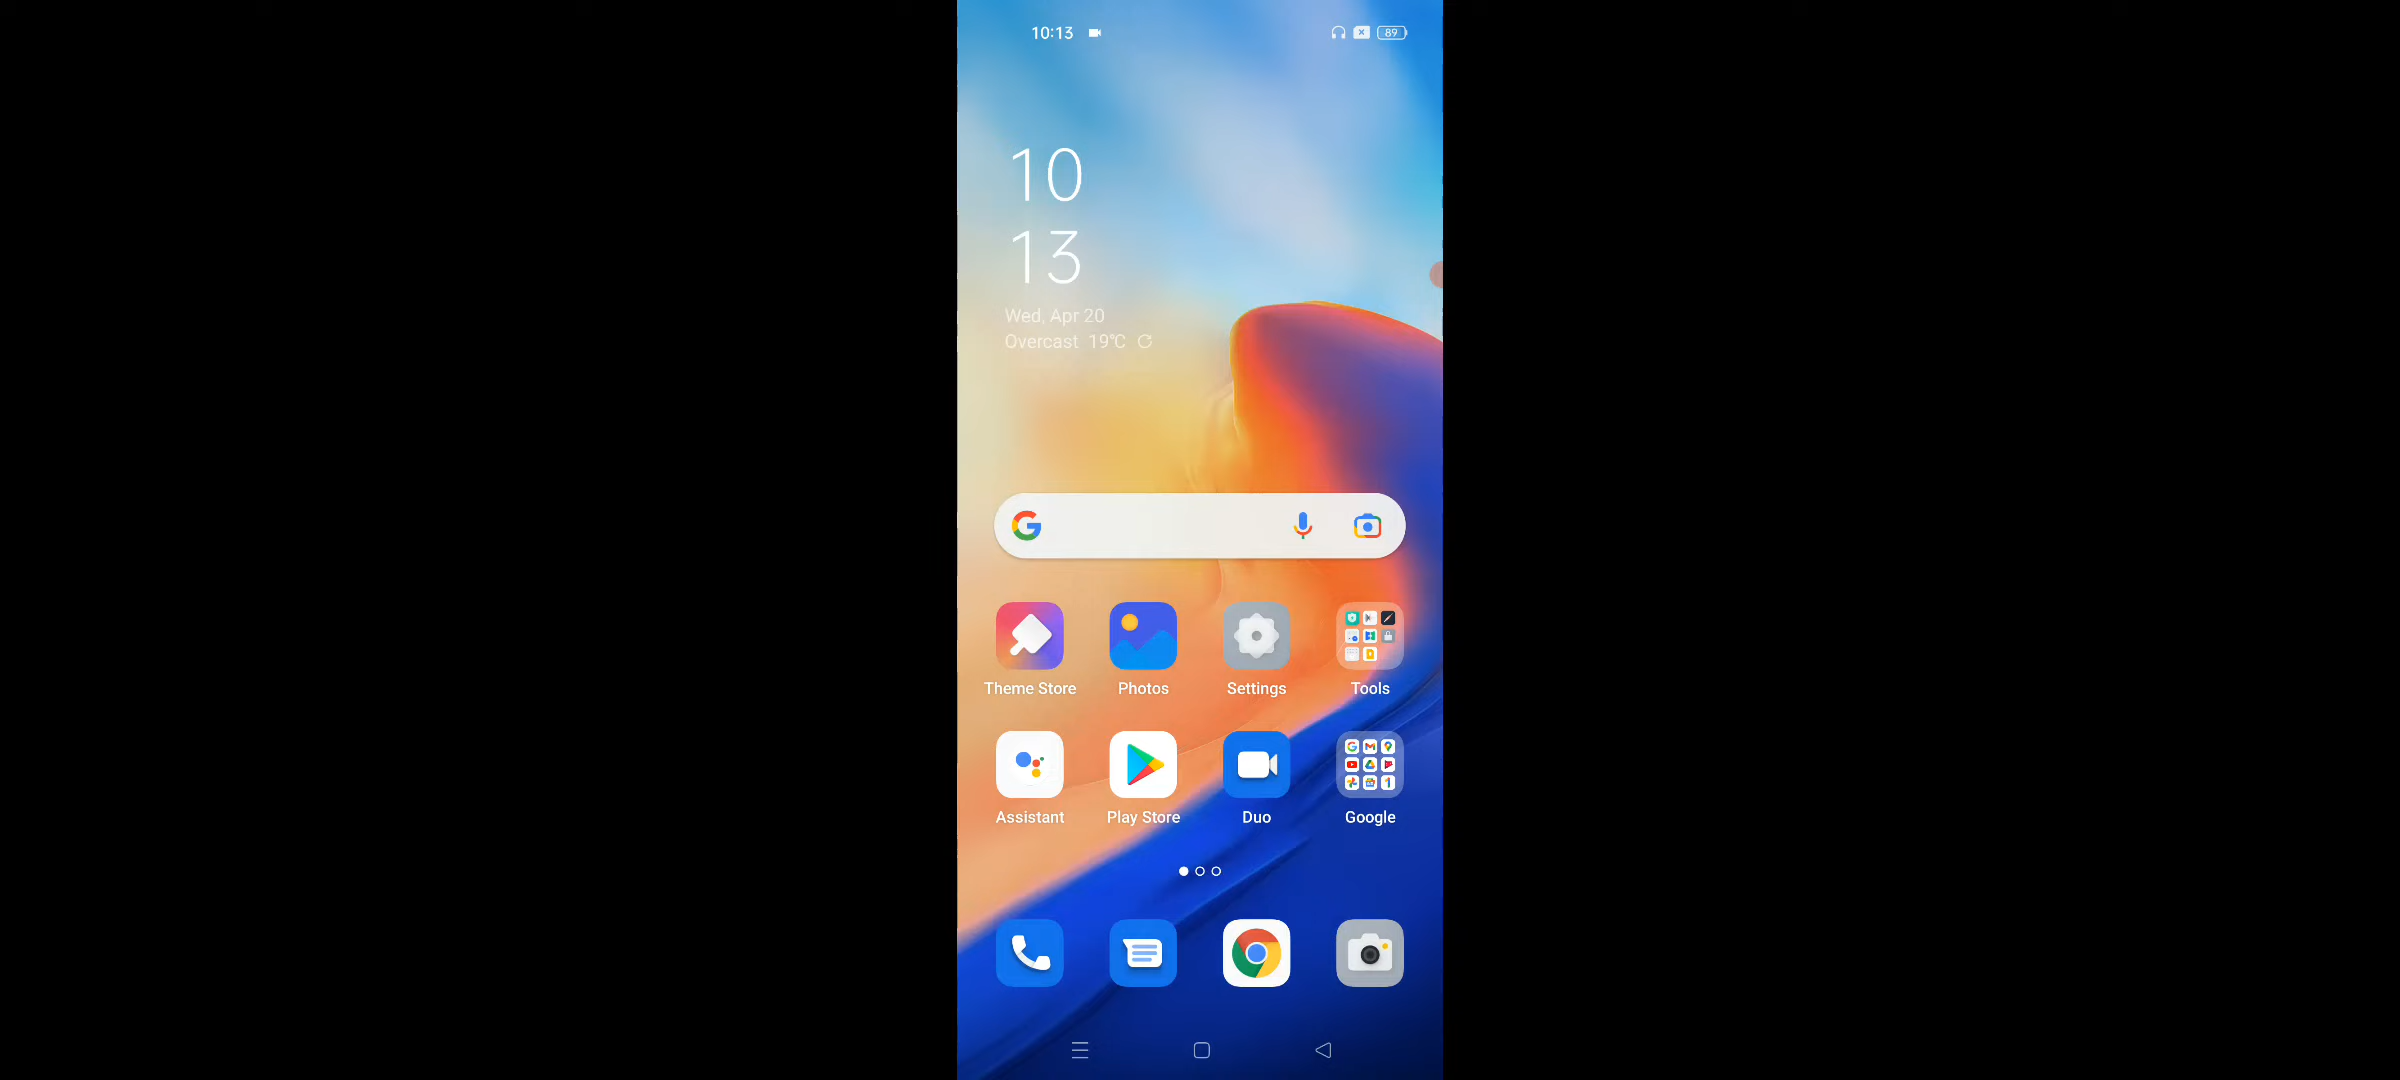 10:13
89
10
13
Wed, Apr 20
Overcast 19℃
Theme Store
Photos
Settings
Tools
Assistant
Play Store
Duo
Google